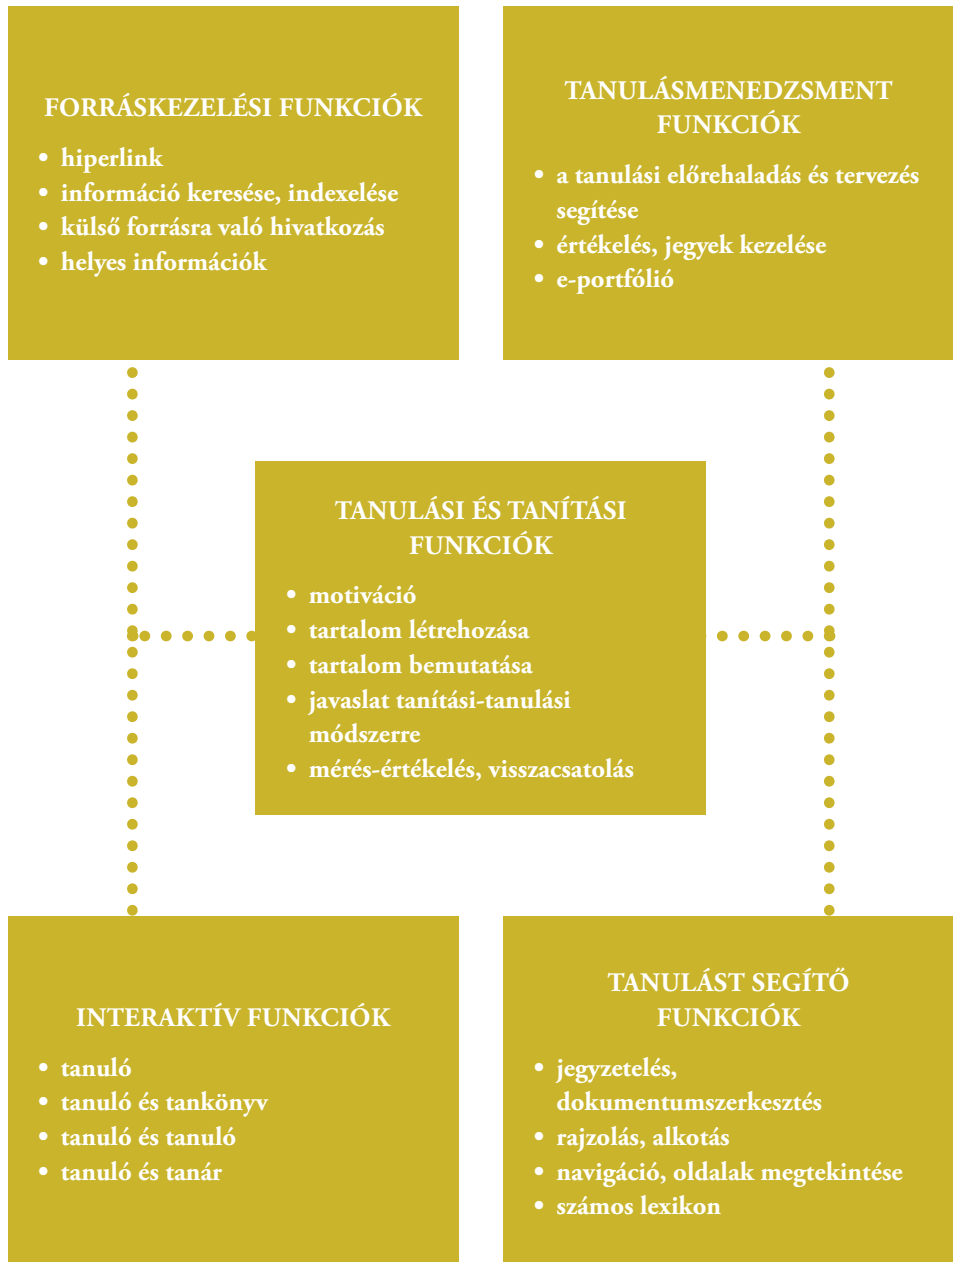 FORRÁSKEZELÉSI FUNKCIÓK
• hiperlink
• információ keresése, indexelése
• külső forrásra való hivatkozás
• helyes információk
TANULÁSMENEDZSMENT
FUNKCIÓK
• a tanulási előrehaladás és tervezés
segítése
• értékelés, jegyek kezelése
• e-portfólió
TANULÁSI ÉS TANÍTÁSI
FUNKCIÓK
• motiváció
• tartalom létrehozása
• tartalom bemutatása
• javaslat tanítási-tanulási
módszerre
• mérés-értékelés, visszacsatolás
INTERAKTÍV FUNKCIÓK
• tanuló
• tanuló és tankönyv
• tanuló és tanuló
• tanuló és tanár
TANULÁST SEGÍTŐ
FUNKCIÓK
• jegyzetelés,
dokumentumszerkesztés
• rajzolás, alkotás
• navigáció, oldalak megtekintése
• számos lexikon